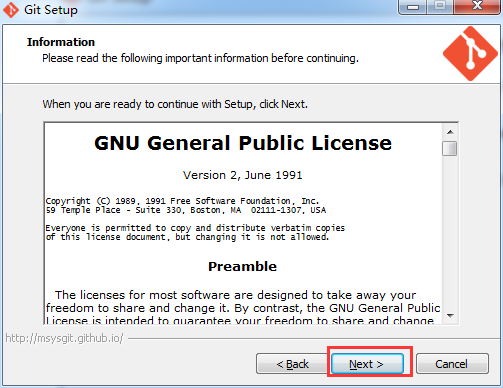 Git Setup
Information
Please read the following important information before continuing.
When you are ready to continue with Setup, click Next.
GNU General Public License
Version 2, June 1991
Copyright (C) 1989, 1991 Free Software Foundation, Inc.
59 Temple Place - Suite 330, Boston, MA  02111-1307, USA
Everyone is permitted to copy and distribute verbatim copies
of this license document, but changing it is not allowed.
Preamble
The licenses for most software are designed to take away your
freedom to share and change it. By contrast, the GNU General Public
License is intended to guarantee your freedom to share and change
http://msysgit.github.io/
< Back
Next >
Cancel